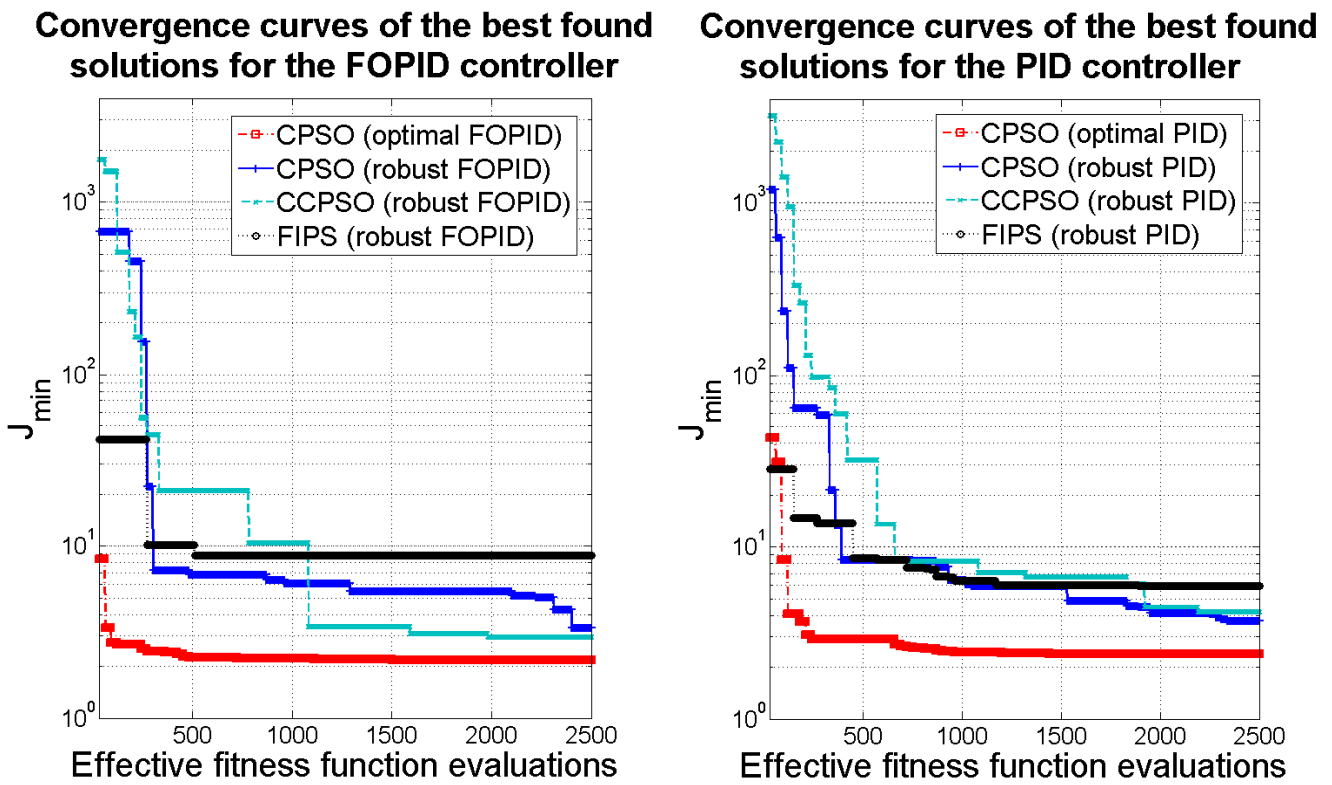 Convergence curves of the best found
solutions for the FOPID controller
CPSO (optimal FOPID)
CPSO (robust FOPID)
CCPSO (robust FOPID)
FIPS (robust FOPID)
10³
10²
10¹
10⁰
J_min
500 1000 1500 2000 2500
Effective fitness function evaluations
Convergence curves of the best found
solutions for the PID controller
CPSO (optimal PID)
CPSO (robust PID)
CCPSO (robust PID)
FIPS (robust PID)
10³
10²
10¹
10⁰
J_min
500 1000 1500 2000 2500
Effective fitness function evaluations